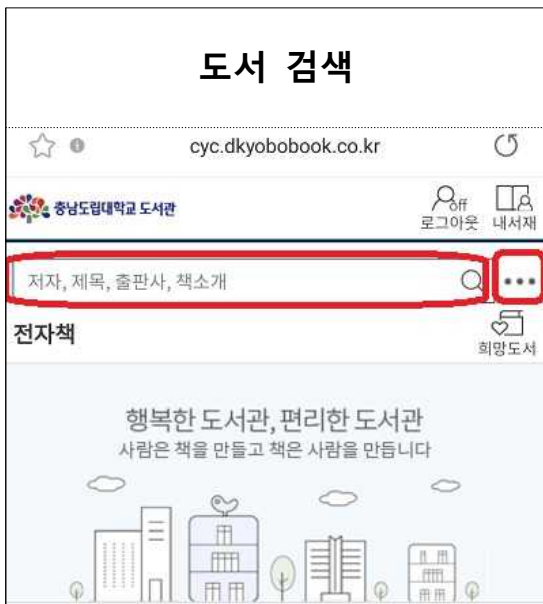 도서 검색
cyc.dkyobobook.co.kr
충남도립대학교 도서관
off
로그아웃 내서재
저자, 제목, 출판사, 책소개
전자책
희망도서
행복한 도서관, 편리한 도서관
사람은 책을 만들고 책은 사람을 만듭니다